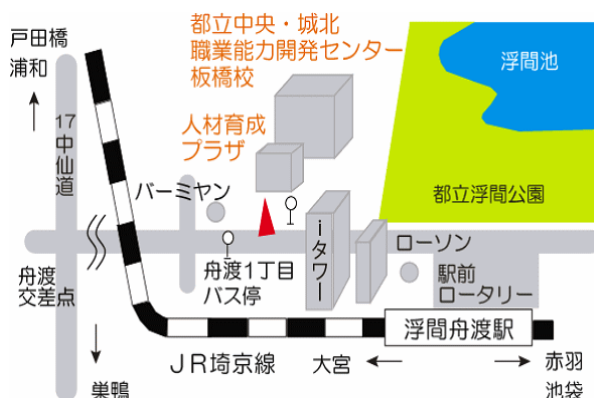 都立中央・城北
職業能力開発センター
板橋校
戸田橋
浦和
浮間池
17
中仙道
人材育成
プラザ
バーミヤン
都立浮間公園
iタワー
ローソン
舟渡
交差点
舟渡1丁目
バス停
駅前
ロータリー
浮間舟渡駅
JR埼京線
大宮
赤羽
池袋
巣鴨